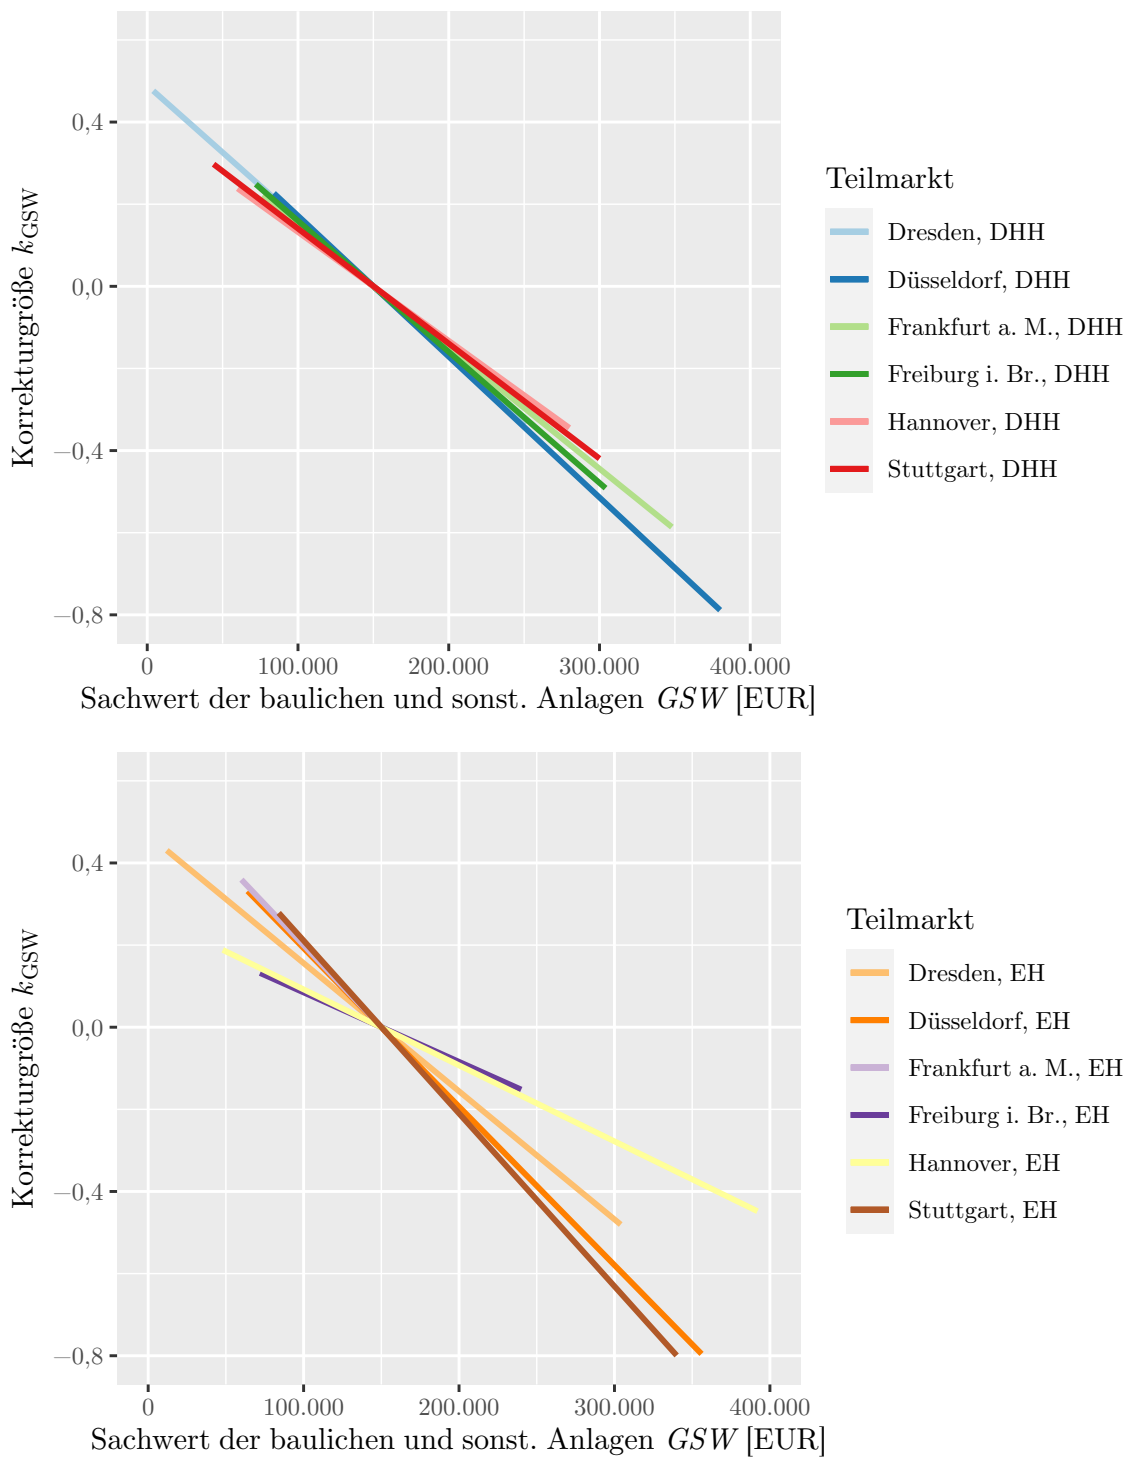 0,4
0,0
−0,4
−0,8
Korrekturgröße kGSW
0 100.000 200.000 300.000 400.000
Sachwert der baulichen und sonst. Anlagen GSW [EUR]
Teilmarkt
Dresden, DHH
Düsseldorf, DHH
Frankfurt a. M., DHH
Freiburg i. Br., DHH
Hannover, DHH
Stuttgart, DHH
0,4
0,0
−0,4
−0,8
Korrekturgröße kGSW
0 100.000 200.000 300.000 400.000
Sachwert der baulichen und sonst. Anlagen GSW [EUR]
Teilmarkt
Dresden, EH
Düsseldorf, EH
Frankfurt a. M., EH
Freiburg i. Br., EH
Hannover, EH
Stuttgart, EH